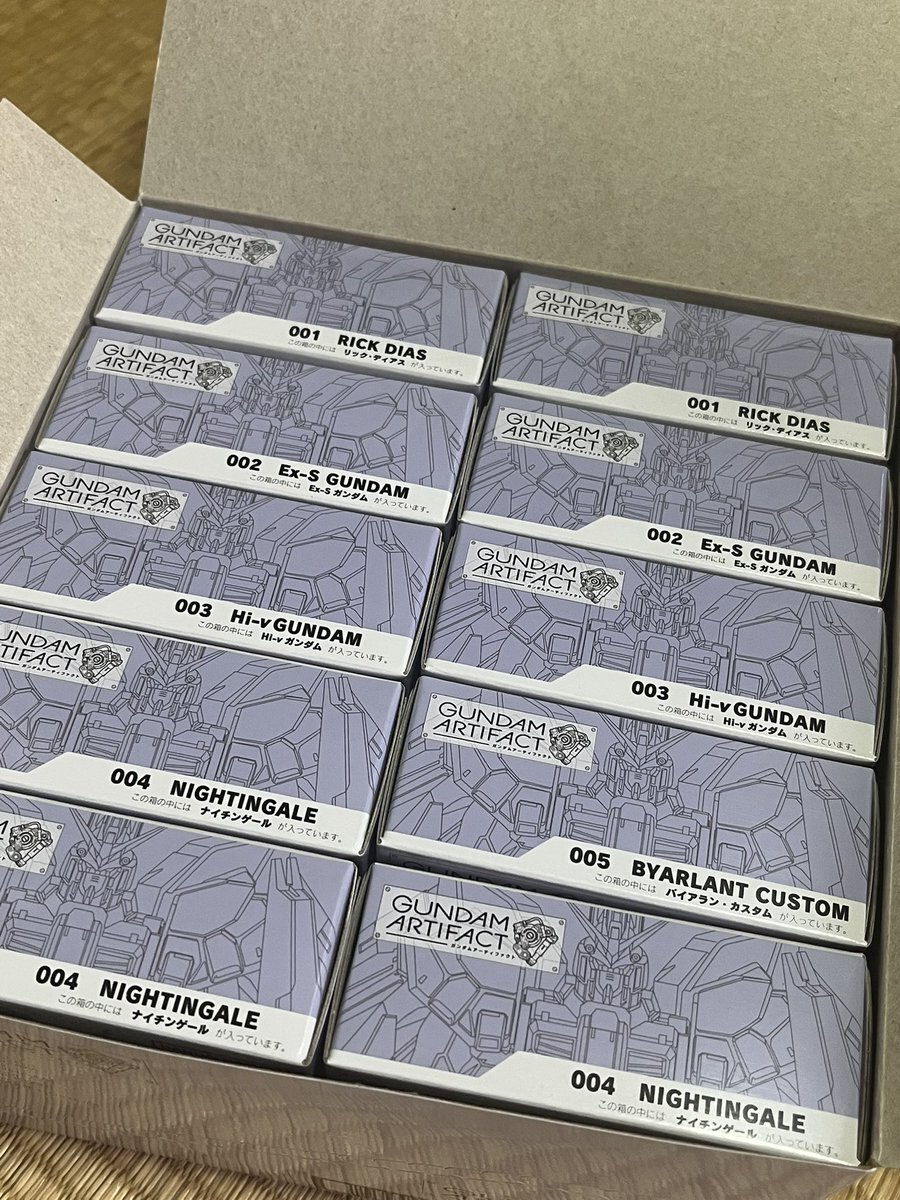 GUNDAM
ARTIFACT
ガンダムアーティファクト
001 RICK DIAS
この箱の中には リック・ディアス が入っています。
GUNDAM
ARTIFACT
ガンダムアーティファクト
002 Ex-S GUNDAM
この箱の中には Ex-S ガンダム が入っています。
GUNDAM
ARTIFACT
ガンダムアーティファクト
003 Hi-ν GUNDAM
この箱の中には Hi-ν ガンダム が入っています。
GUNDAM
ARTIFACT
ガンダムアーティファクト
004 NIGHTINGALE
この箱の中には ナイチンゲール が入っています。
004 NIGHTINGALE
この箱の中には ナイチンゲール が入っています。
GUNDAM
ARTIFACT
ガンダムアーティファクト
001 RICK DIAS
この箱の中には リック・ディアス が入っています。
GUNDAM
ARTIFACT
ガンダムアーティファクト
002 Ex-S GUNDAM
この箱の中には Ex-S ガンダム が入っています。
GUNDAM
ARTIFACT
ガンダムアーティファクト
003 Hi-ν GUNDAM
この箱の中には Hi-ν ガンダム が入っています。
GUNDAM
ARTIFACT
ガンダムアーティファクト
005 BYARLANT CUSTOM
この箱の中には バイアラン・カスタム が入っています。
GUNDAM
ARTIFACT
ガンダムアーティファクト
004 NIGHTINGALE
この箱の中には ナイチンゲール が入っています。